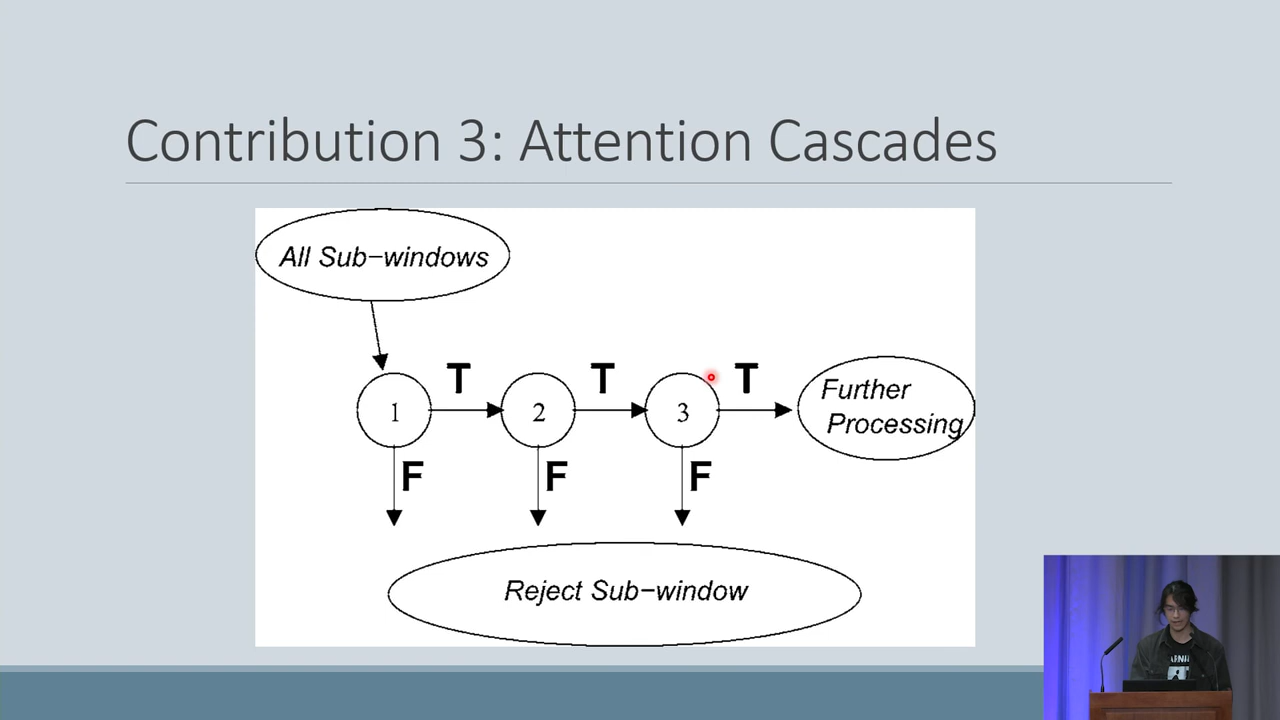 Contribution 3: Attention Cascades
All Sub-windows
T
T
T
1
2
3
Further
Processing
F
F
F
Reject Sub-window